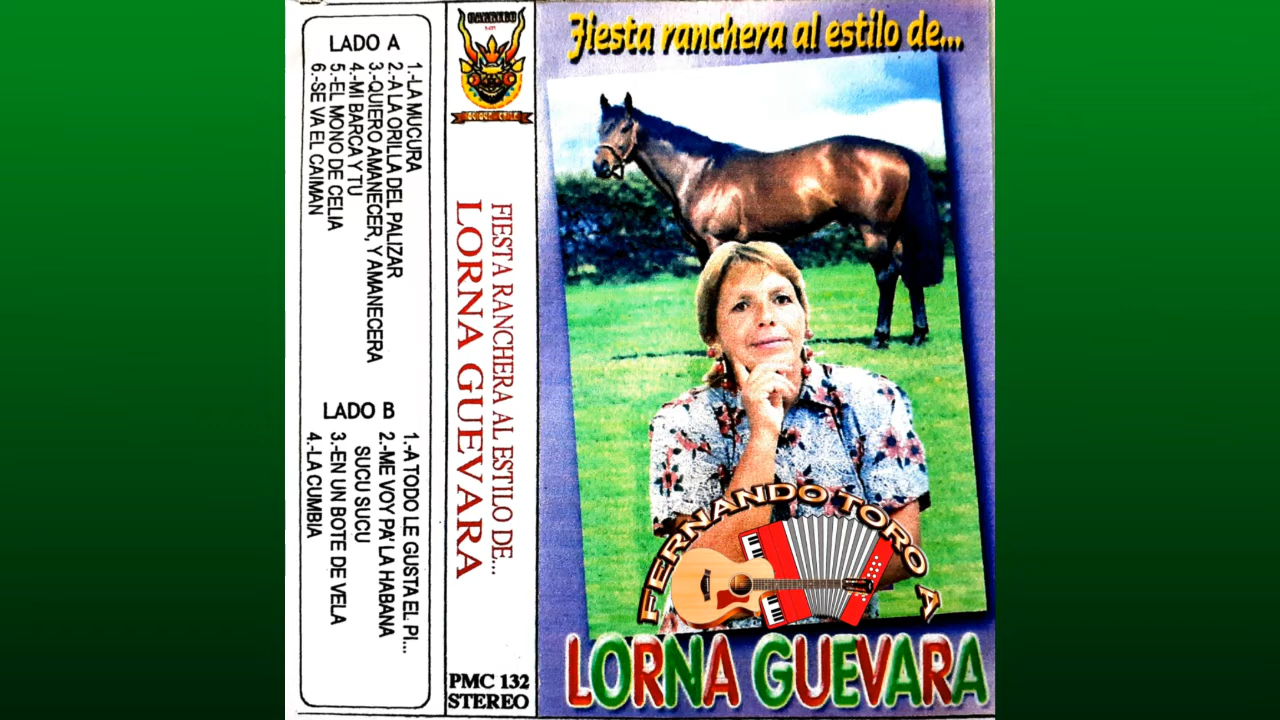 LADO A
1.-LA MUCURA
2.-A LA ORILLA DEL PALIZAR
3.-QUIERO AMANECER, Y AMANECERA
4.-MI BARCA Y TU
5.-EL MONO DE CELIA
6.-SE VA EL CAIMAN
LADO B
1.-A TODO LE GUSTA EL PI...
2.-ME VOY PA' LA HABANA
SUCU SUCU
3.-EN UN BOTE DE VELA
4.-LA CUMBIA
IQUIQUE - CHILE
FIESTA RANCHERA AL ESTILO DE...
LORNA GUEVARA
PMC 132
STEREO
Fiesta ranchera al estilo de...
FERNANDO TORO A
LORNA GUEVARA